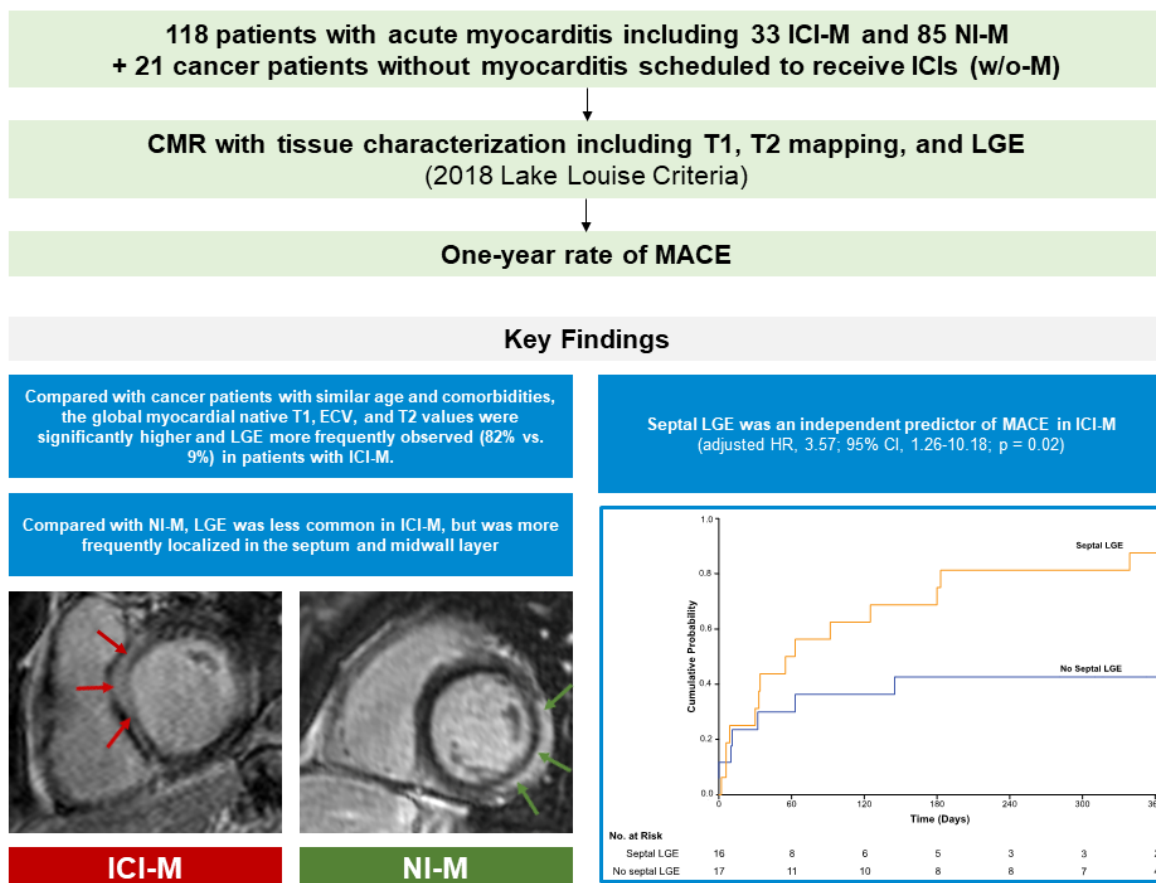 118 patients with acute myocarditis including 33 ICI-M and 85 NI-M
+ 21 cancer patients without myocarditis scheduled to receive ICIs (w/o-M)
CMR with tissue characterization including T1, T2 mapping, and LGE
(2018 Lake Louise Criteria)
One-year rate of MACE
Key Findings
Compared with cancer patients with similar age and comorbidities,
the global myocardial native T1, ECV, and T2 values were
significantly higher and LGE more frequently observed (82% vs.
9%) in patients with ICI-M.
Compared with NI-M, LGE was less common in ICI-M, but was more
frequently localized in the septum and midwall layer
ICI-M
NI-M
Septal LGE was an independent predictor of MACE in ICI-M
(adjusted HR, 3.57; 95% CI, 1.26-10.18; p = 0.02)
Cumulative Probability
1.0
0.8
0.6
0.4
0.2
0.0
Septal LGE
No Septal LGE
0 60 120 180 240 300
Time (Days)
No. at Risk
Septal LGE 16 8 6 5 3 3
No septal LGE 17 11 10 8 8 7